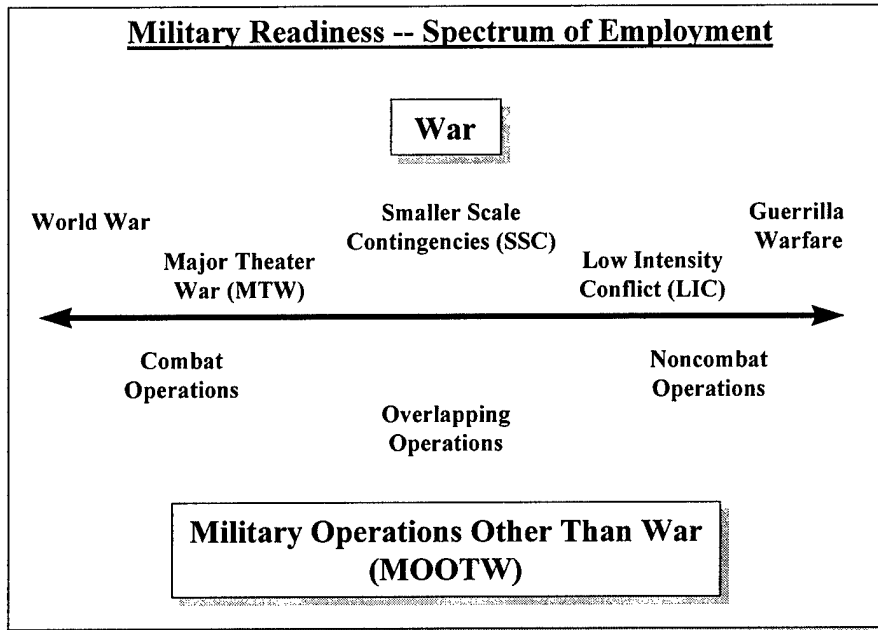 Military Readiness -- Spectrum of Employment
War
World War
Major Theater
War (MTW)
Smaller Scale
Contingencies (SSC)
Low Intensity
Conflict (LIC)
Guerrilla
Warfare
Combat
Operations
Overlapping
Operations
Noncombat
Operations
Military Operations Other Than War
(MOOTW)